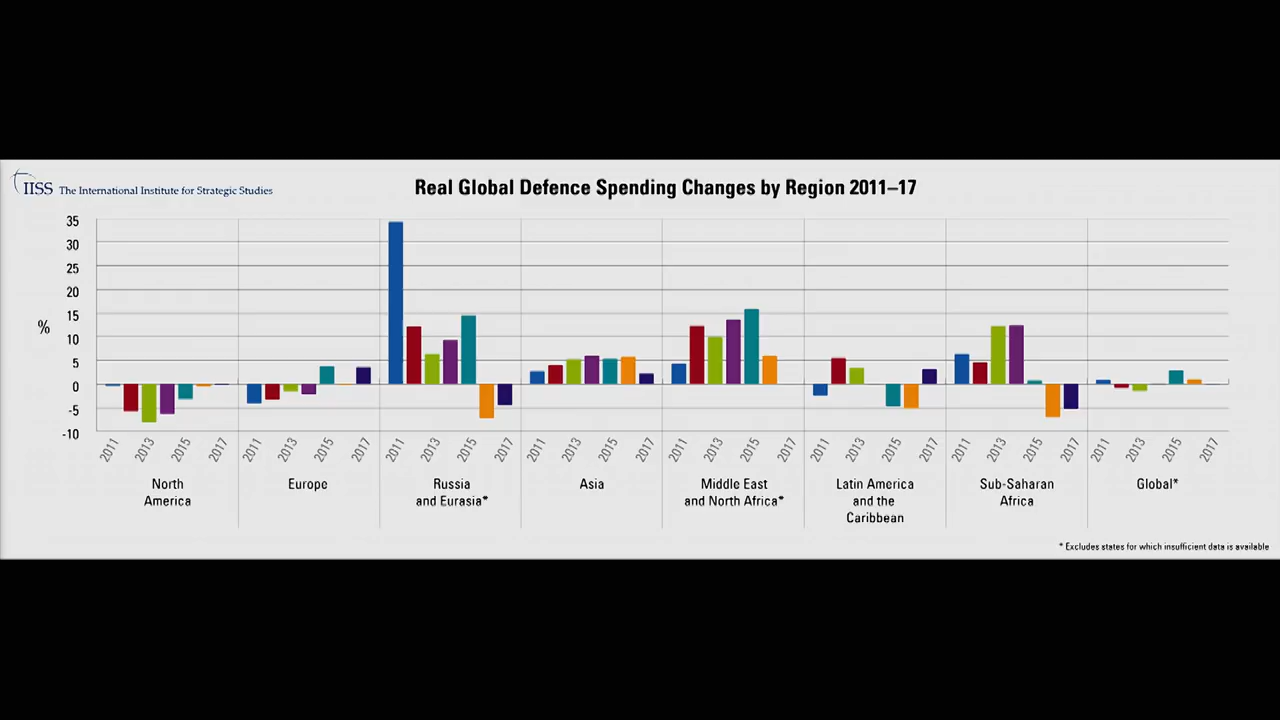 IISS The International Institute for Strategic Studies
Real Global Defence Spending Changes by Region 2011–17
35
30
25
20
15
10
5
0
-5
-10
%
2011 2013 2015 2017 2011 2013 2015 2017 2011 2013 2015 2017 2011 2013 2015 2017 2011 2013 2015 2017 2011 2013 2015 2017 2011 2013 2015 2017 2011 2013 2015 2017
North America
Europe
Russia and Eurasia*
Asia
Middle East and North Africa*
Latin America and the Caribbean
Sub-Saharan Africa
Global*
* Excludes states for which insufficient data is available